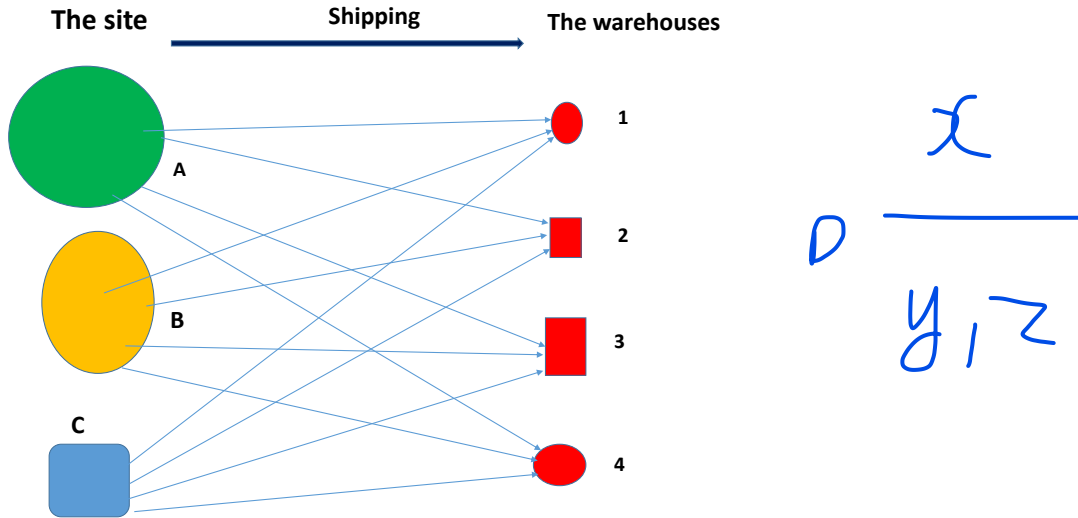 The site
Shipping
The warehouses
A
B
C
1
2
3
4
x
D
y, z